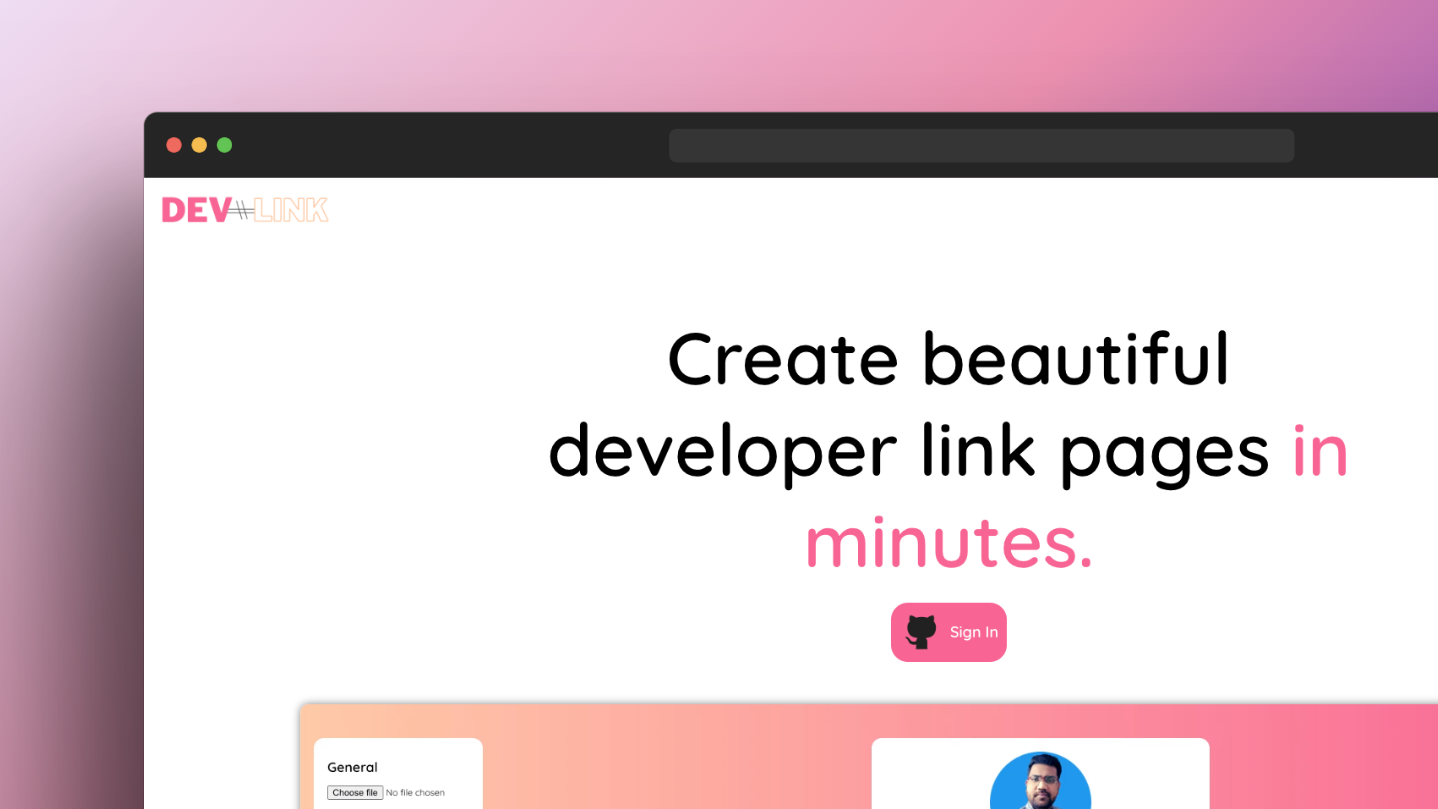 DEV LINK
Create beautiful
developer link pages in
minutes.
Sign In
General
Choose file No file chosen